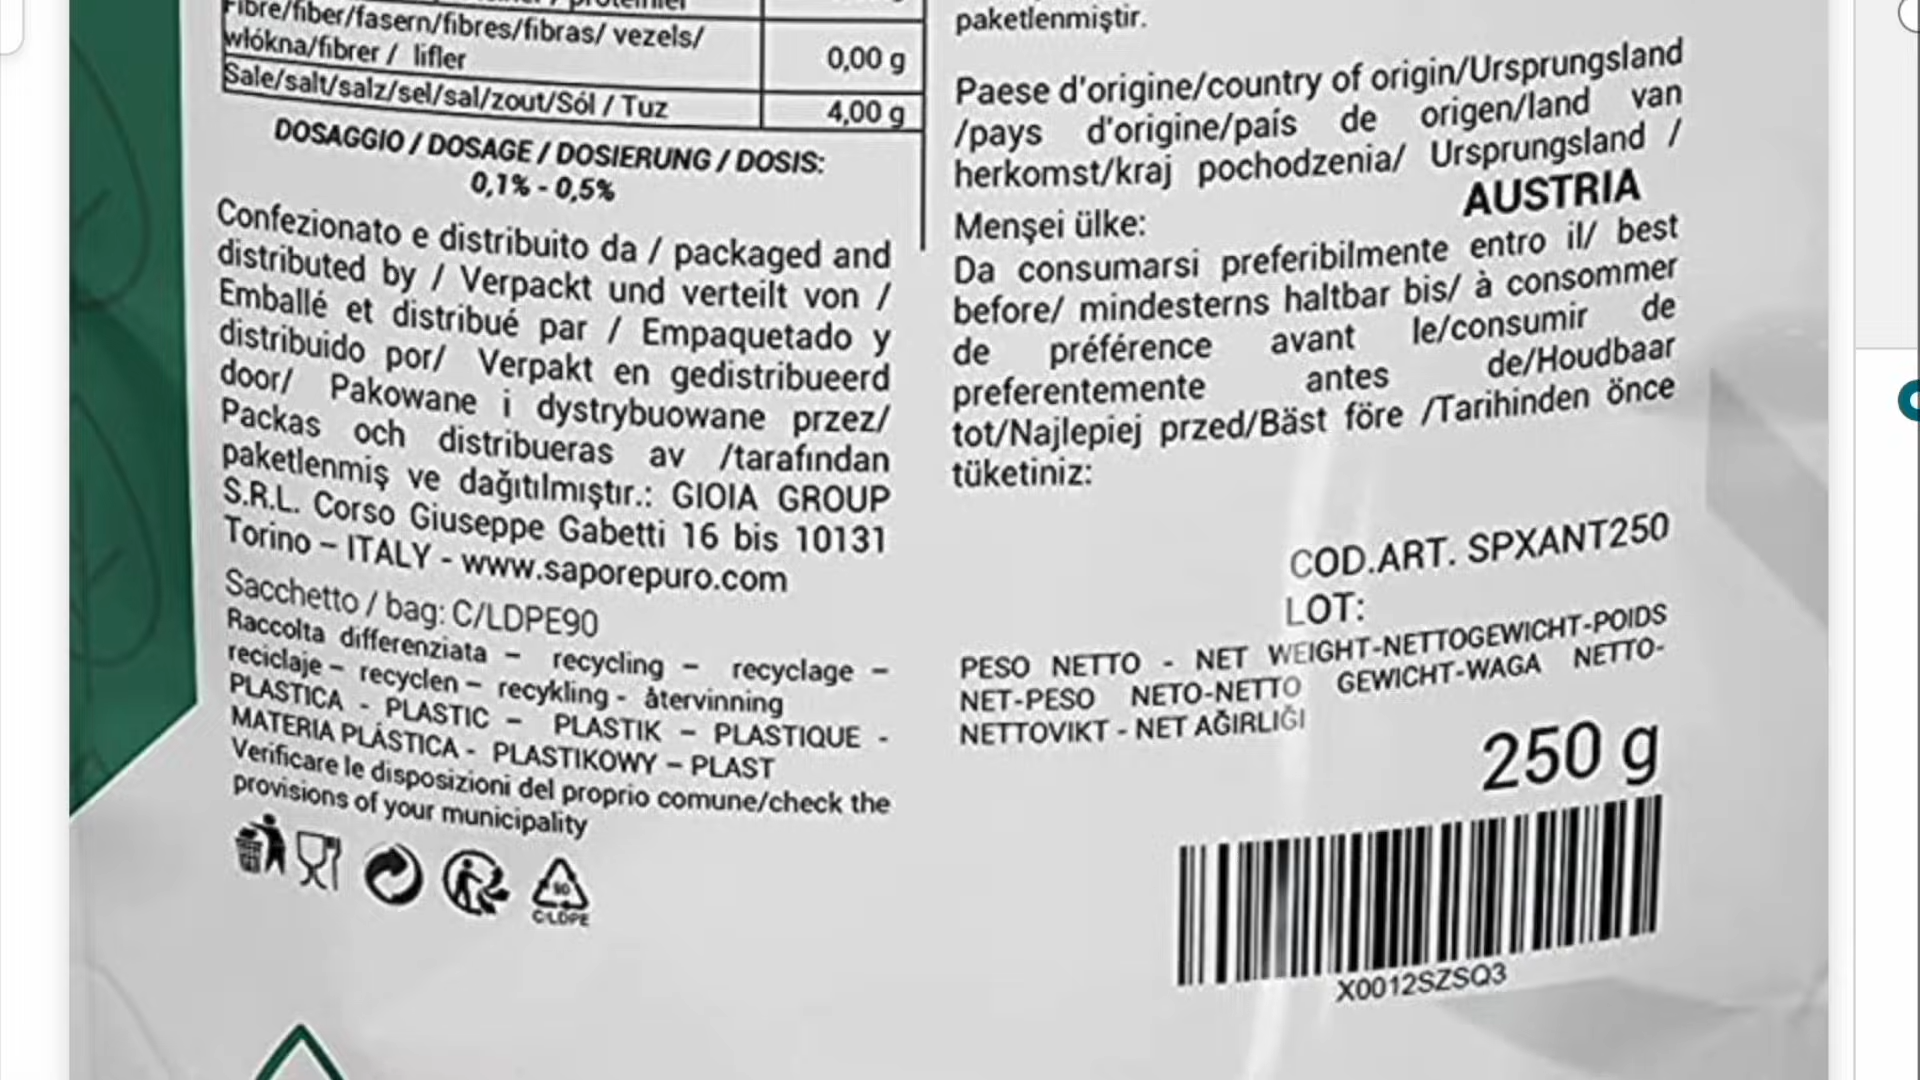 Fibre/fiber/fasern/fibres/fibras/ vezels/
włókna/fibrer / lifler
0,00 g
Sale/salt/salz/sel/sal/zout/Sól / Tuz
4,00 g
DOSAGGIO / DOSAGE / DOSIERUNG / DOSIS:
0,1% - 0,5%
Confezionato e distribuito da / packaged and
distributed by / Verpackt und verteilt von /
Emballé et distribué par / Empaquetado y
distribuido por/ Verpakt en gedistribueerd
door/ Pakowane i dystrybuowane przez/
Packas och distribueras av /tarafından
paketlenmiş ve dağıtılmıştır.: GIOIA GROUP
S.R.L. Corso Giuseppe Gabetti 16 bis 10131
Torino – ITALY - www.saporepuro.com
Sacchetto / bag: C/LDPE90
Raccolta differenziata – recycling – recyclage –
reciclaje – recyclen – recykling - återvinning
PLASTICA - PLASTIC – PLASTIK – PLASTIQUE -
MATERIA PLÁSTICA - PLASTIKOWY – PLAST
Verificare le disposizioni del proprio comune/check the
provisions of your municipality
90
C/LDPE
paketlenmiştir.
Paese d'origine/country of origin/Ursprungsland
/pays d'origine/país de origen/land van
herkomst/kraj pochodzenia/ Ursprungsland /
Menşei ülke: AUSTRIA
Da consumarsi preferibilmente entro il/ best
before/ mindesterns haltbar bis/ à consommer
de préférence avant le/consumir de
preferentemente antes de/Houdbaar
tot/Najlepiej przed/Bäst före /Tarihinden önce
tüketiniz:
COD.ART. SPXANT250
LOT:
PESO NETTO - NET WEIGHT-NETTOGEWICHT-POIDS
NET-PESO NETO-NETTO GEWICHT-WAGA NETTO-
NETTOVIKT - NET AĞIRLIĞI
250 g
X0012SZSQ3